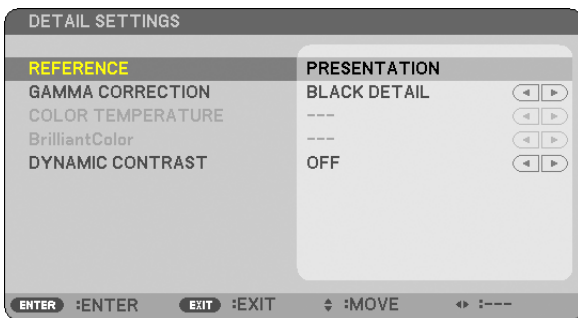 DETAIL SETTINGS
REFERENCE PRESENTATION
GAMMA CORRECTION BLACK DETAIL
COLOR TEMPERATURE ---
BrilliantColor ---
DYNAMIC CONTRAST OFF
ENTER :ENTER EXIT :EXIT :MOVE :---